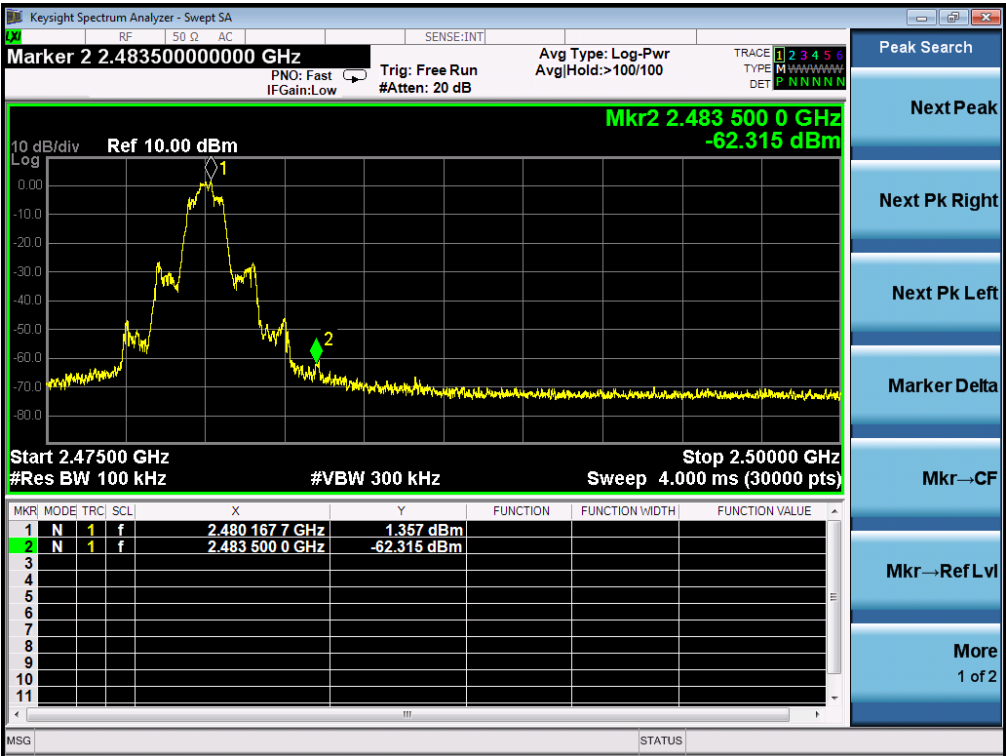 Keysight Spectrum Analyzer - Swept SA
LXI RF 50 Ω AC SENSE:INT
Marker 2 2.483500000000 GHz
PNO: Fast
IFGain:Low
Trig: Free Run
#Atten: 20 dB
Avg Type: Log-Pwr
Avg|Hold:>100/100
TRACE 1 2 3 4 5 6
TYPE M W W W W W
DET P N N N N N
Mkr2 2.483 500 0 GHz
-62.315 dBm
10 dB/div Ref 10.00 dBm
Log
1
0.00
-10.0
-20.0
-30.0
-40.0
-50.0
2
-60.0
-70.0
-80.0
Start 2.47500 GHz Stop 2.50000 GHz
#Res BW 100 kHz #VBW 300 kHz Sweep 4.000 ms (30000 pts)
MKR MODE TRC SCL X Y FUNCTION FUNCTION WIDTH FUNCTION VALUE
1 N 1 f 2.480 167 7 GHz 1.357 dBm
2 N 1 f 2.483 500 0 GHz -62.315 dBm
3
4
5
6
7
8
9
10
11
MSG STATUS
Peak Search
Next Peak
Next Pk Right
Next Pk Left
Marker Delta
Mkr→CF
Mkr→Ref Lvl
More
1 of 2